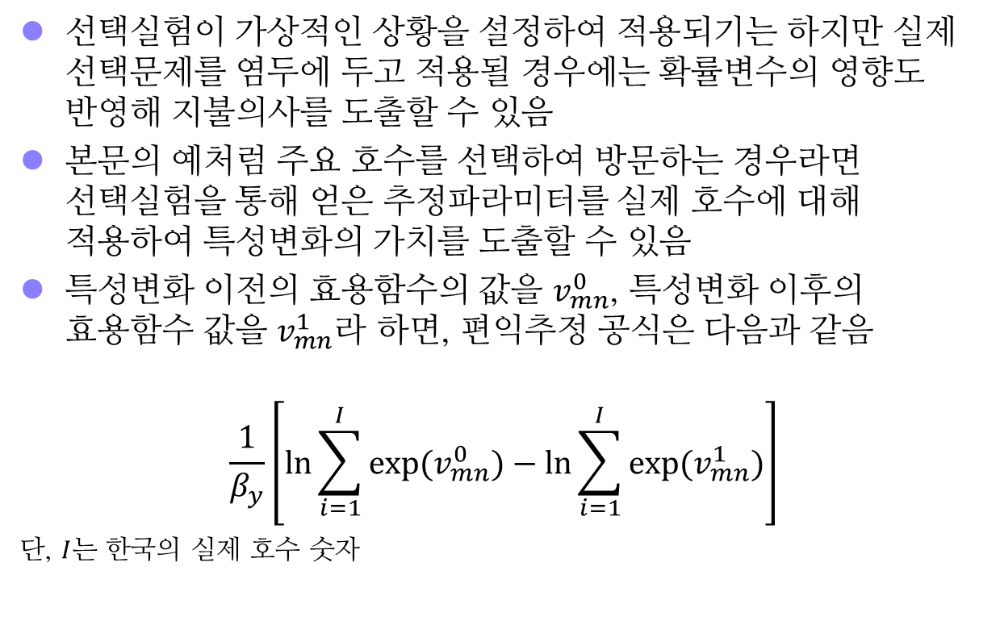 ● 선택실험이 가상적인 상황을 설정하여 적용되기는 하지만 실제
선택문제를 염두에 두고 적용될 경우에는 확률변수의 영향도
반영해 지불의사를 도출할 수 있음
● 본문의 예처럼 주요 호수를 선택하여 방문하는 경우라면
선택실험을 통해 얻은 추정파라미터를 실제 호수에 대해
적용하여 특성변화의 가치를 도출할 수 있음
● 특성변화 이전의 효용함수의 값을 $v_{mn}^{0}$, 특성변화 이후의
효용함수 값을 $v_{mn}^{1}$라 하면, 편익추정 공식은 다음과 같음
$\frac{1}{\beta_y}\left[\ln\sum_{i=1}^{I}\exp(v_{mn}^{0})-\ln\sum_{i=1}^{I}\exp(v_{mn}^{1})\right]$
단, $I$는 한국의 실제 호수 숫자